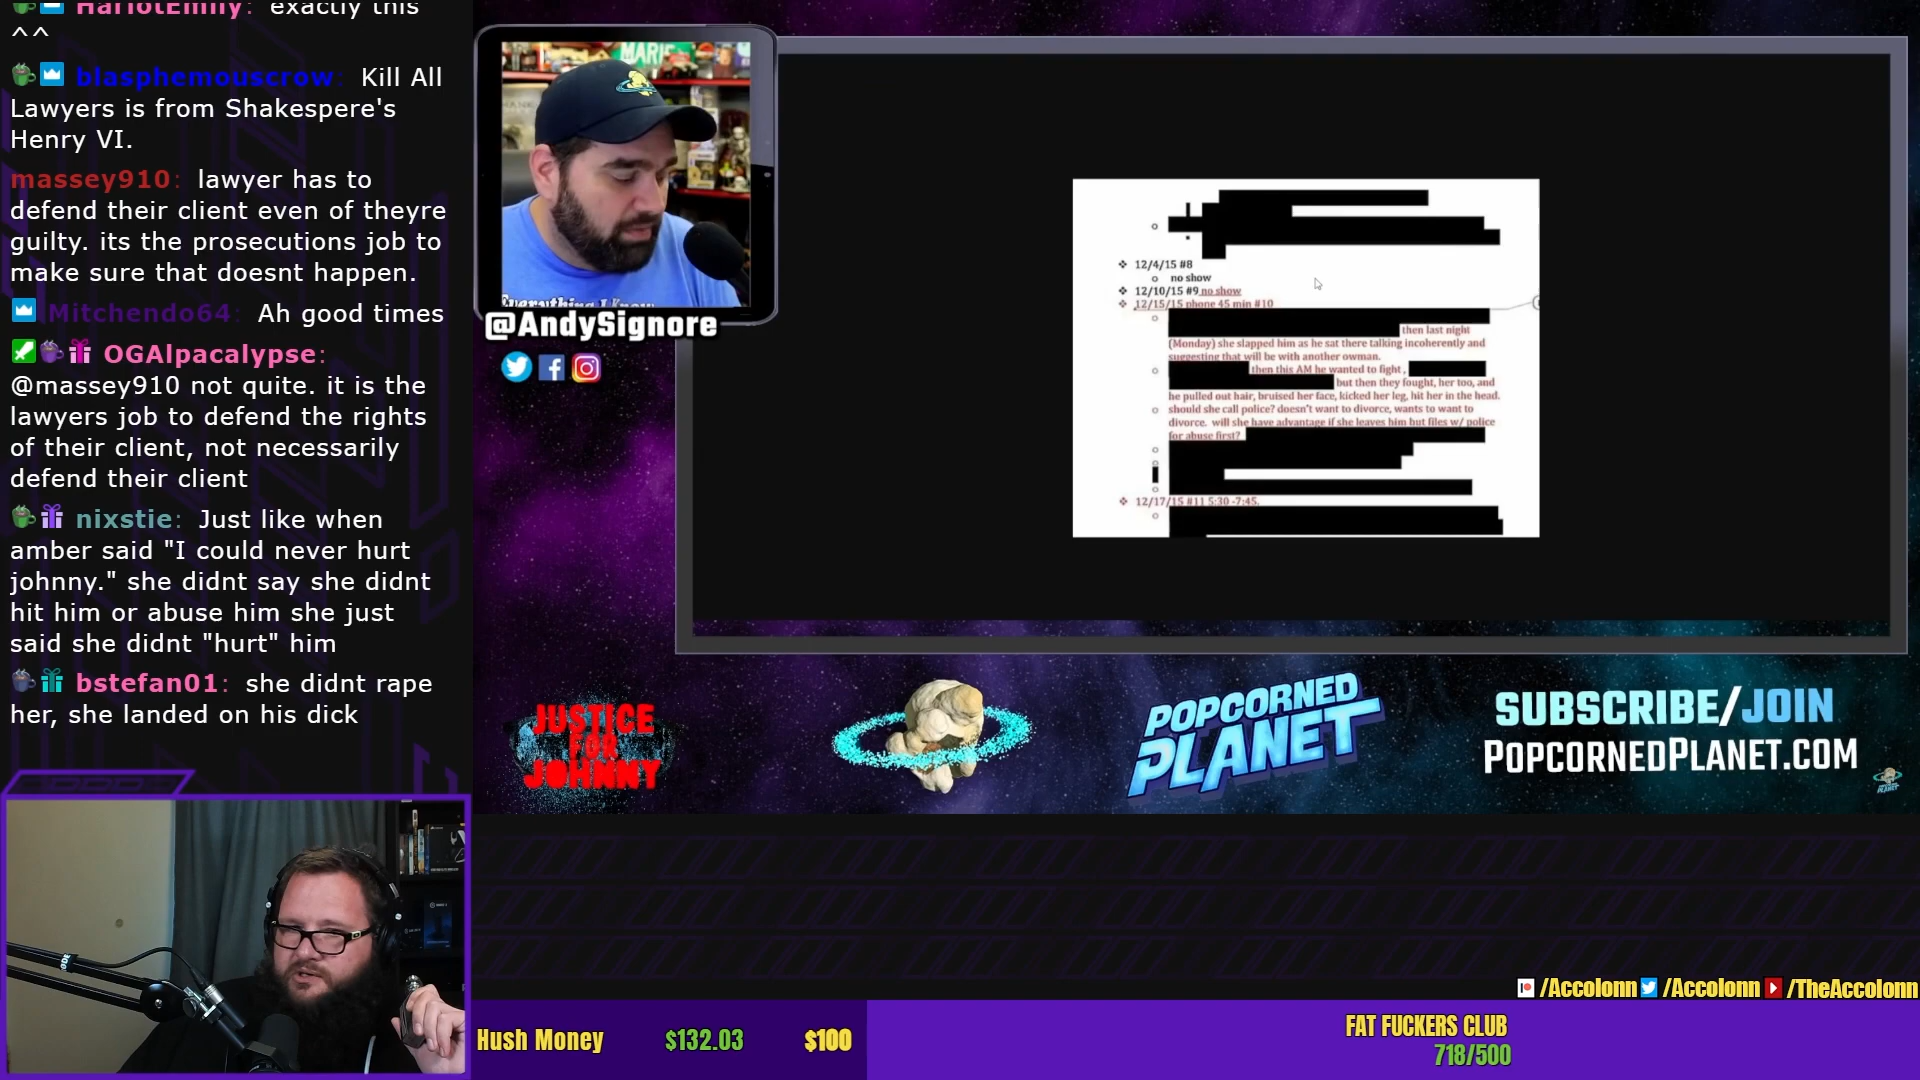 HarlotEmily: exactly this
^^
blasphemouscrow: Kill All
Lawyers is from Shakespere's
Henry VI.
massey910: lawyer has to
defend their client even of theyre
guilty. its the prosecutions job to
make sure that doesnt happen.
Mitchendo64: Ah good times
OGAlpacalypse:
@massey910 not quite. it is the
lawyers job to defend the rights
of their client, not necessarily
defend their client
nixstie: Just like when
amber said "I could never hurt
johnny." she didnt say she didnt
hit him or abuse him she just
said she didnt "hurt" him
bstefan01: she didnt rape
her, she landed on his dick
MARIE
Everything I Know
@AndySignore
12/4/15 #8
no show
12/10/15 #9 no show
12/15/15 phone 45 min #10
then last night
(Monday) she slapped him as he sat there talking incoherently and
suggesting that will be with another owman.
then this AM he wanted to fight ,
but then they fought, her too, and
he pulled out hair, bruised her face, kicked her leg, hit her in the head.
should she call police? doesn't want to divorce, wants to want to
divorce. will she have advantage if she leaves him but files w/ police
for abuse first?
12/17/15 #11 5:30 -7:45.
JUSTICE
FOR
JOHNNY
POPCORNED
PLANET
SUBSCRIBE/JOIN
POPCORNEDPLANET.COM
/Accolonn /Accolonn /TheAccolonn
Hush Money $132.03 $100
FAT FUCKERS CLUB
718/500